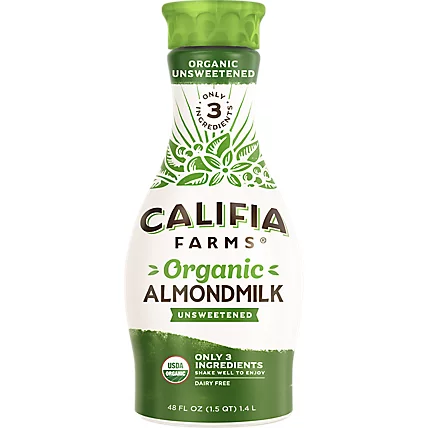 ORGANIC
UNSWEETENED
ONLY
3
INGREDIENTS
CALIFIA
FARMS®
Organic
ALMONDMILK
UNSWEETENED
USDA
ORGANIC
ONLY 3
INGREDIENTS
SHAKE WELL TO ENJOY
DAIRY FREE
48 FL OZ (1.5 QT) 1.4 L